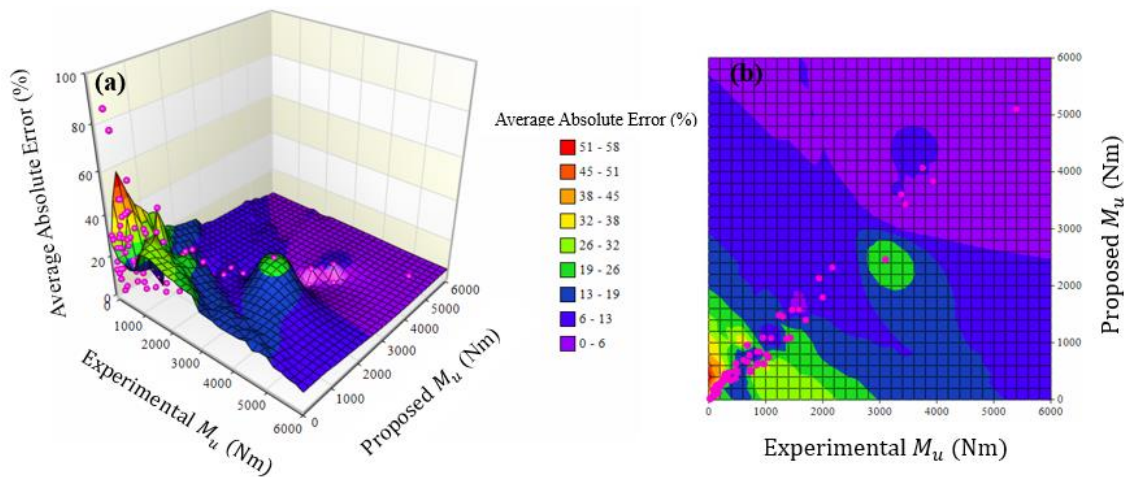 (a)
Average Absolute Error (%)
100
80
60
40
20
0
1000
2000
3000
4000
5000
6000
Experimental M_u (Nm)
0
1000
2000
3000
4000
5000
6000
Proposed M_u (Nm)
Average Absolute Error (%)
51 - 58
45 - 51
38 - 45
32 - 38
26 - 32
19 - 26
13 - 19
6 - 13
0 - 6
(b)
6000
5000
4000
3000
2000
1000
0
Proposed M_u (Nm)
0 1000 2000 3000 4000 5000 6000
Experimental M_u (Nm)